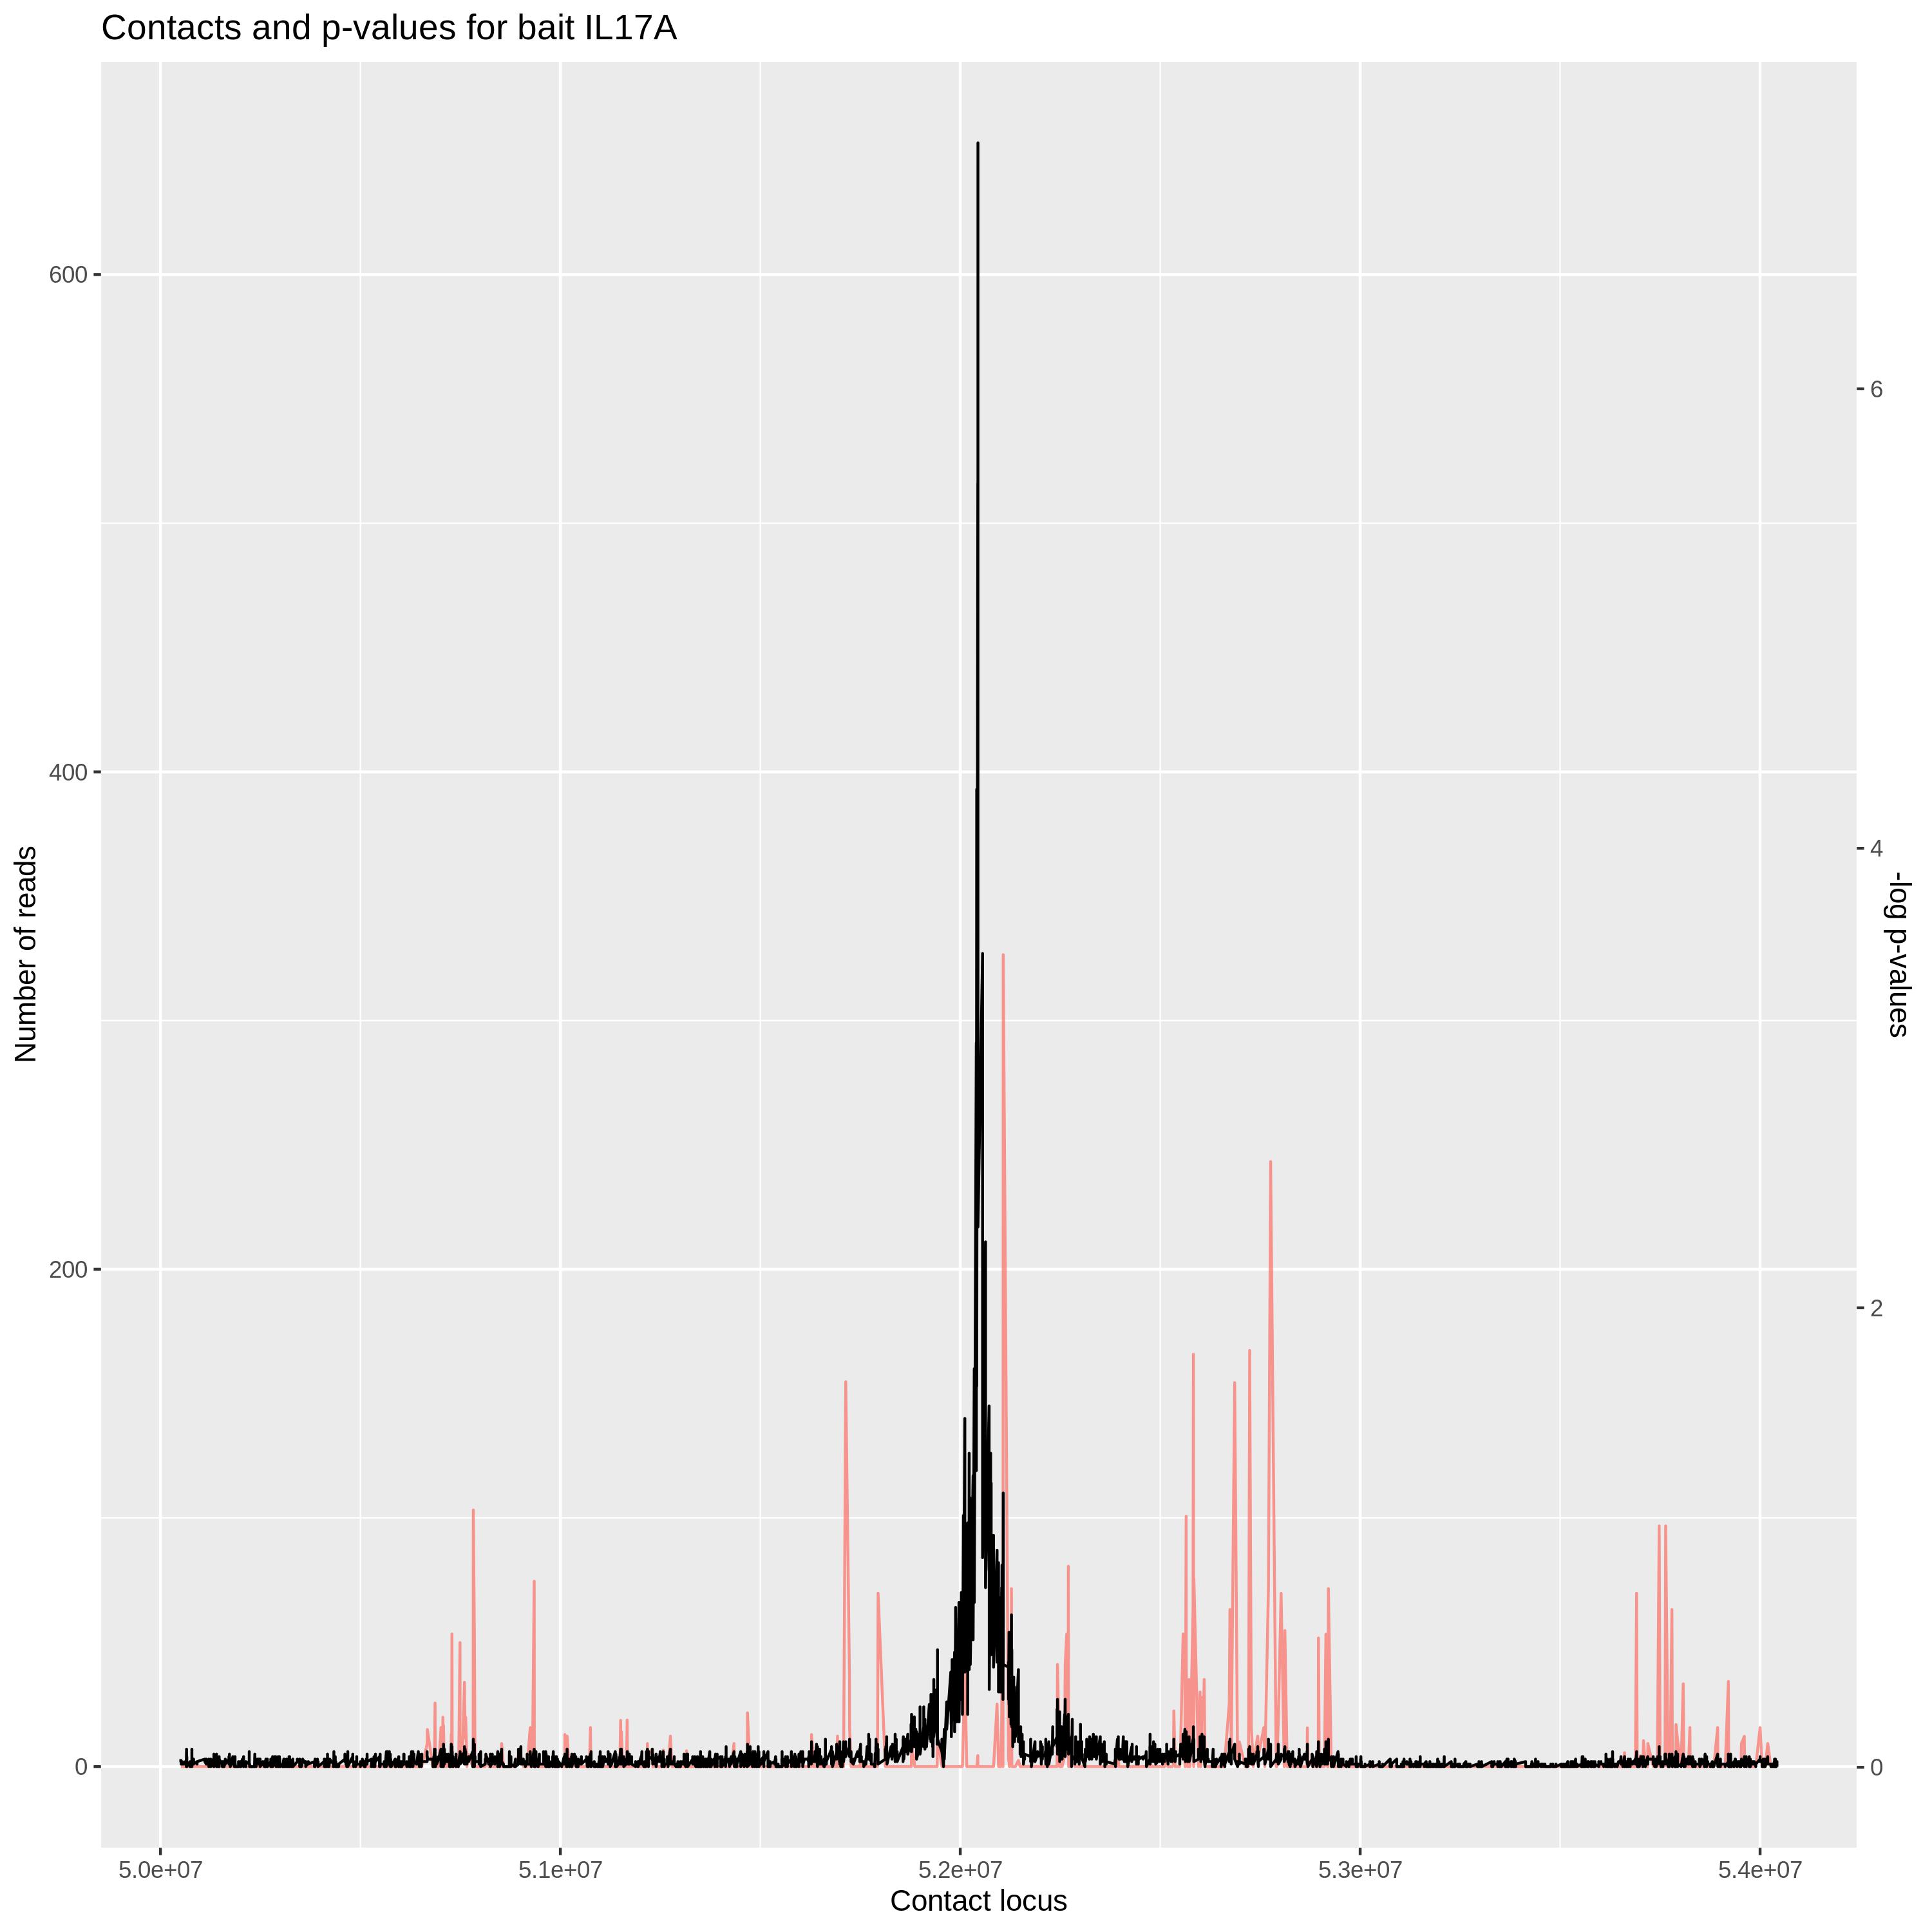 Contacts and p-values for bait IL17A
600
400
200
0
Number of reads
6
4
2
0
-log p-values
5.0e+07
5.1e+07
5.2e+07
5.3e+07
5.4e+07
Contact locus